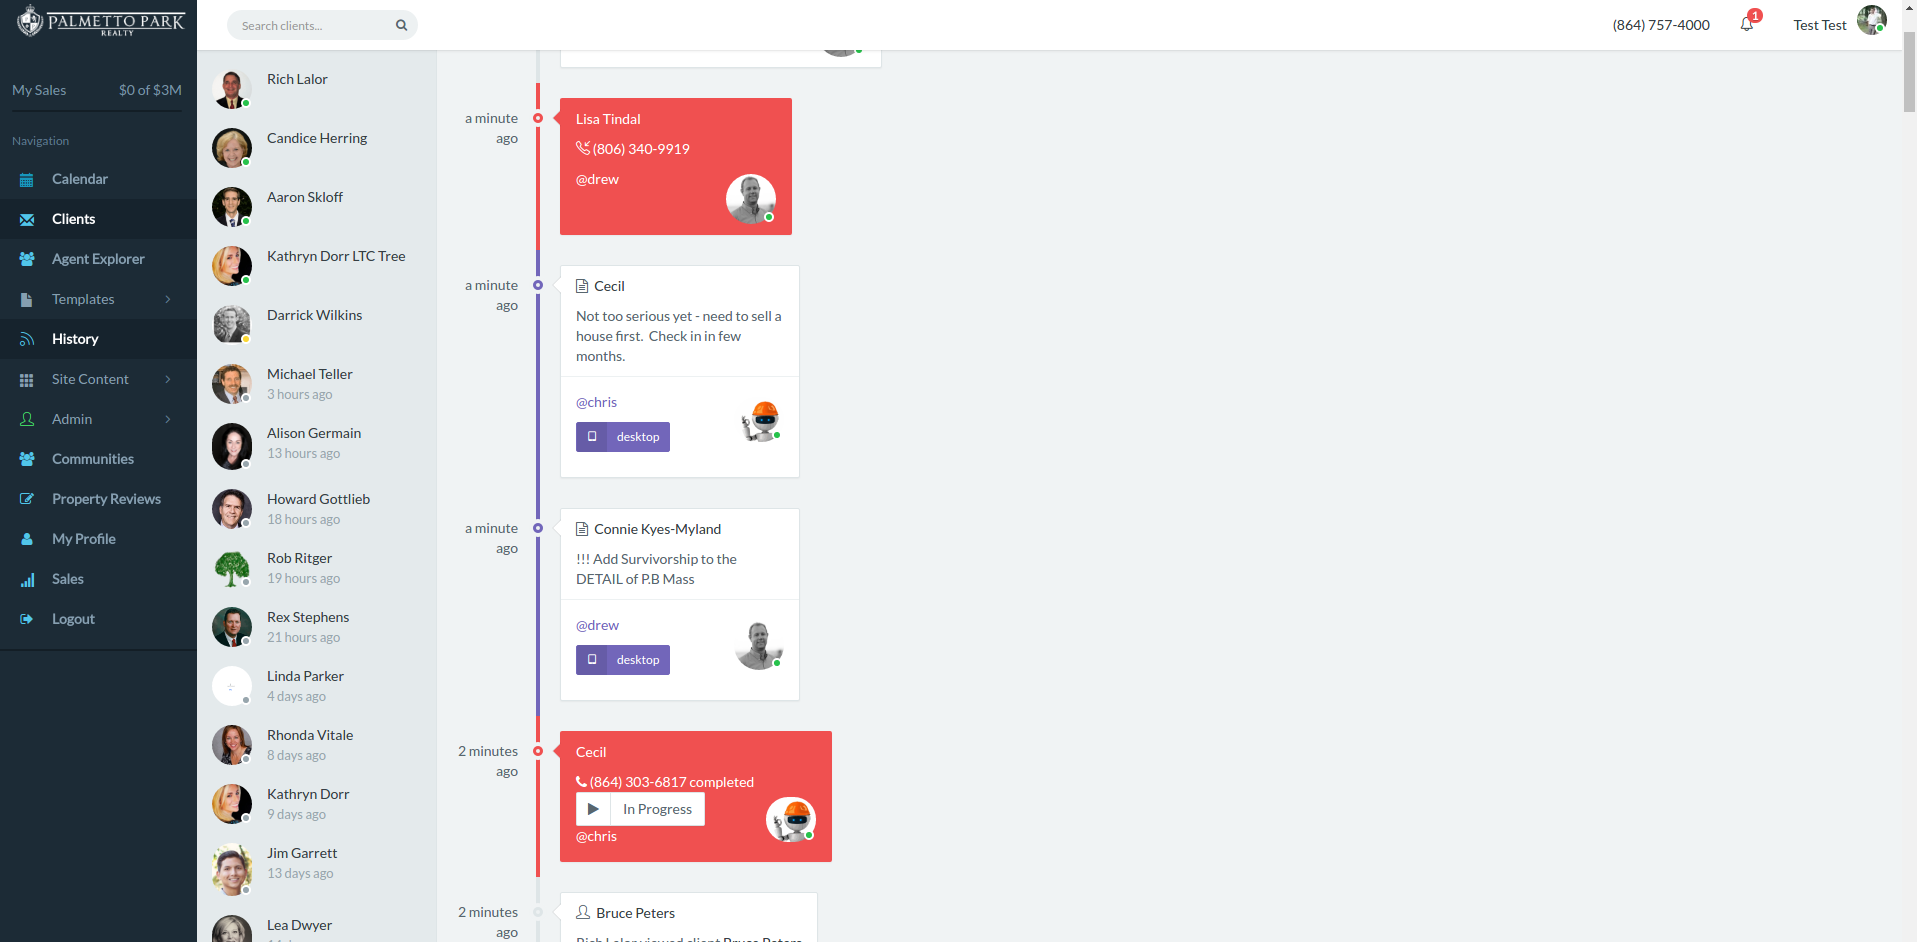 PALMETTO PARK
REALTY
Search clients...
(864) 757-4000
1
Test Test
My Sales
$0 of $3M
Navigation
Calendar
Clients
Agent Explorer
Templates
History
Site Content
Admin
Communities
Property Reviews
My Profile
Sales
Logout
Rich Lalor
Candice Herring
Aaron Skloff
Kathryn Dorr LTC Tree
Darrick Wilkins
Michael Teller
3 hours ago
Alison Germain
13 hours ago
Howard Gottlieb
18 hours ago
Rob Ritger
19 hours ago
Rex Stephens
21 hours ago
Linda Parker
4 days ago
Rhonda Vitale
8 days ago
Kathryn Dorr
9 days ago
Jim Garrett
13 days ago
Lea Dwyer
a minute
ago
Lisa Tindal
(806) 340-9919
@drew
a minute
ago
Cecil
Not too serious yet - need to sell a
house first. Check in in few
months.
@chris
desktop
a minute
ago
Connie Kyes-Myland
!!! Add Survivorship to the
DETAIL of P.B Mass
@drew
desktop
2 minutes
ago
Cecil
(864) 303-6817 completed
In Progress
@chris
2 minutes
ago
Bruce Peters
Rich Lalor viewed client Bruce Peters